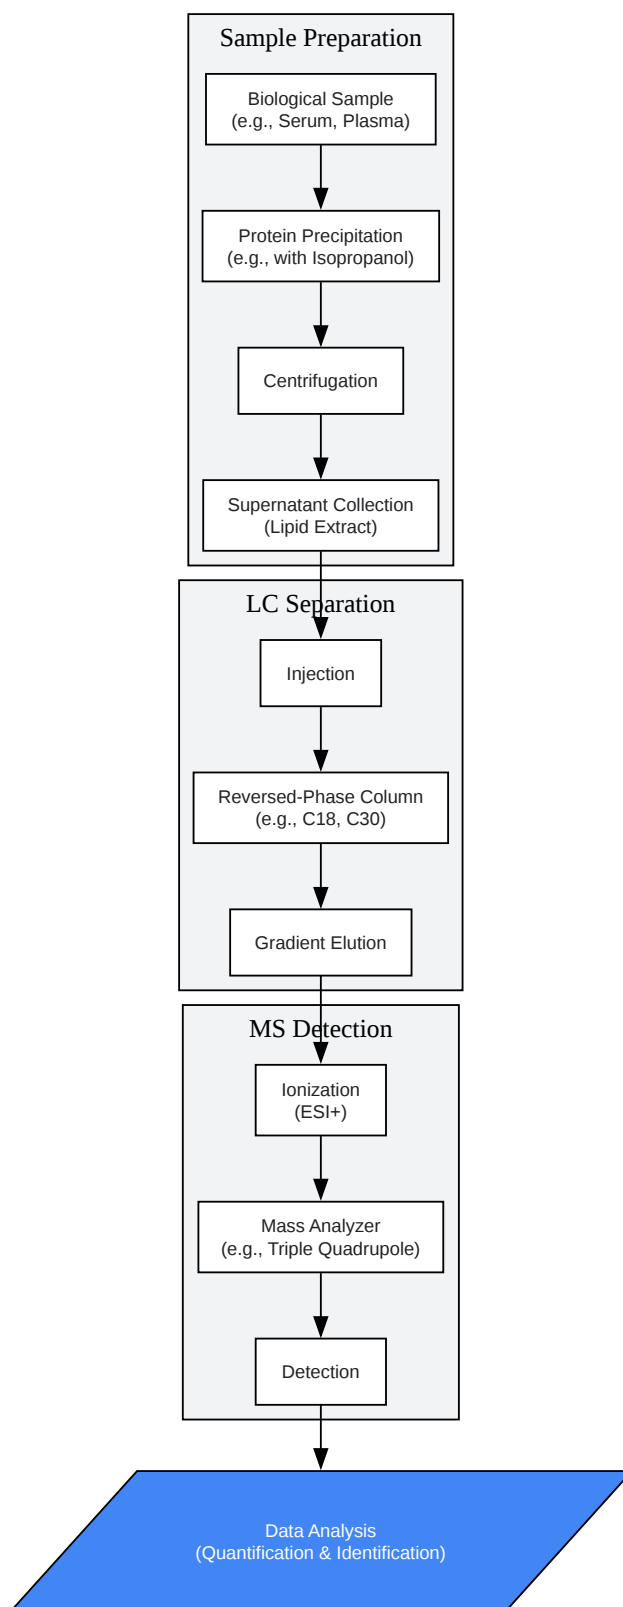 Sample Preparation
Biological Sample
(e.g., Serum, Plasma)
Protein Precipitation
(e.g., with Isopropanol)
Centrifugation
Supernatant Collection
(Lipid Extract)
LC Separation
Injection
Reversed-Phase Column
(e.g., C18, C30)
Gradient Elution
MS Detection
Ionization
(ESI+)
Mass Analyzer
(e.g., Triple Quadrupole)
Detection
Data Analysis
(Quantification & Identification)